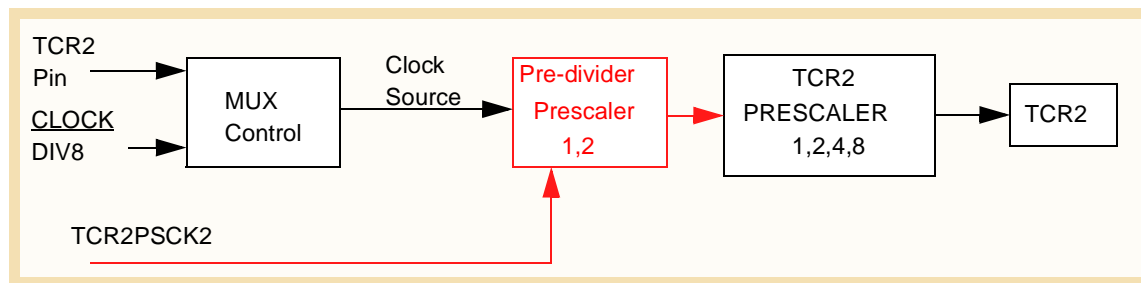 TCR2
Pin
CLOCK
DIV8
MUX
Control
Clock
Source
Pre-divider
Prescaler
1,2
TCR2
PRESCALER
1,2,4,8
TCR2
TCR2PSCK2